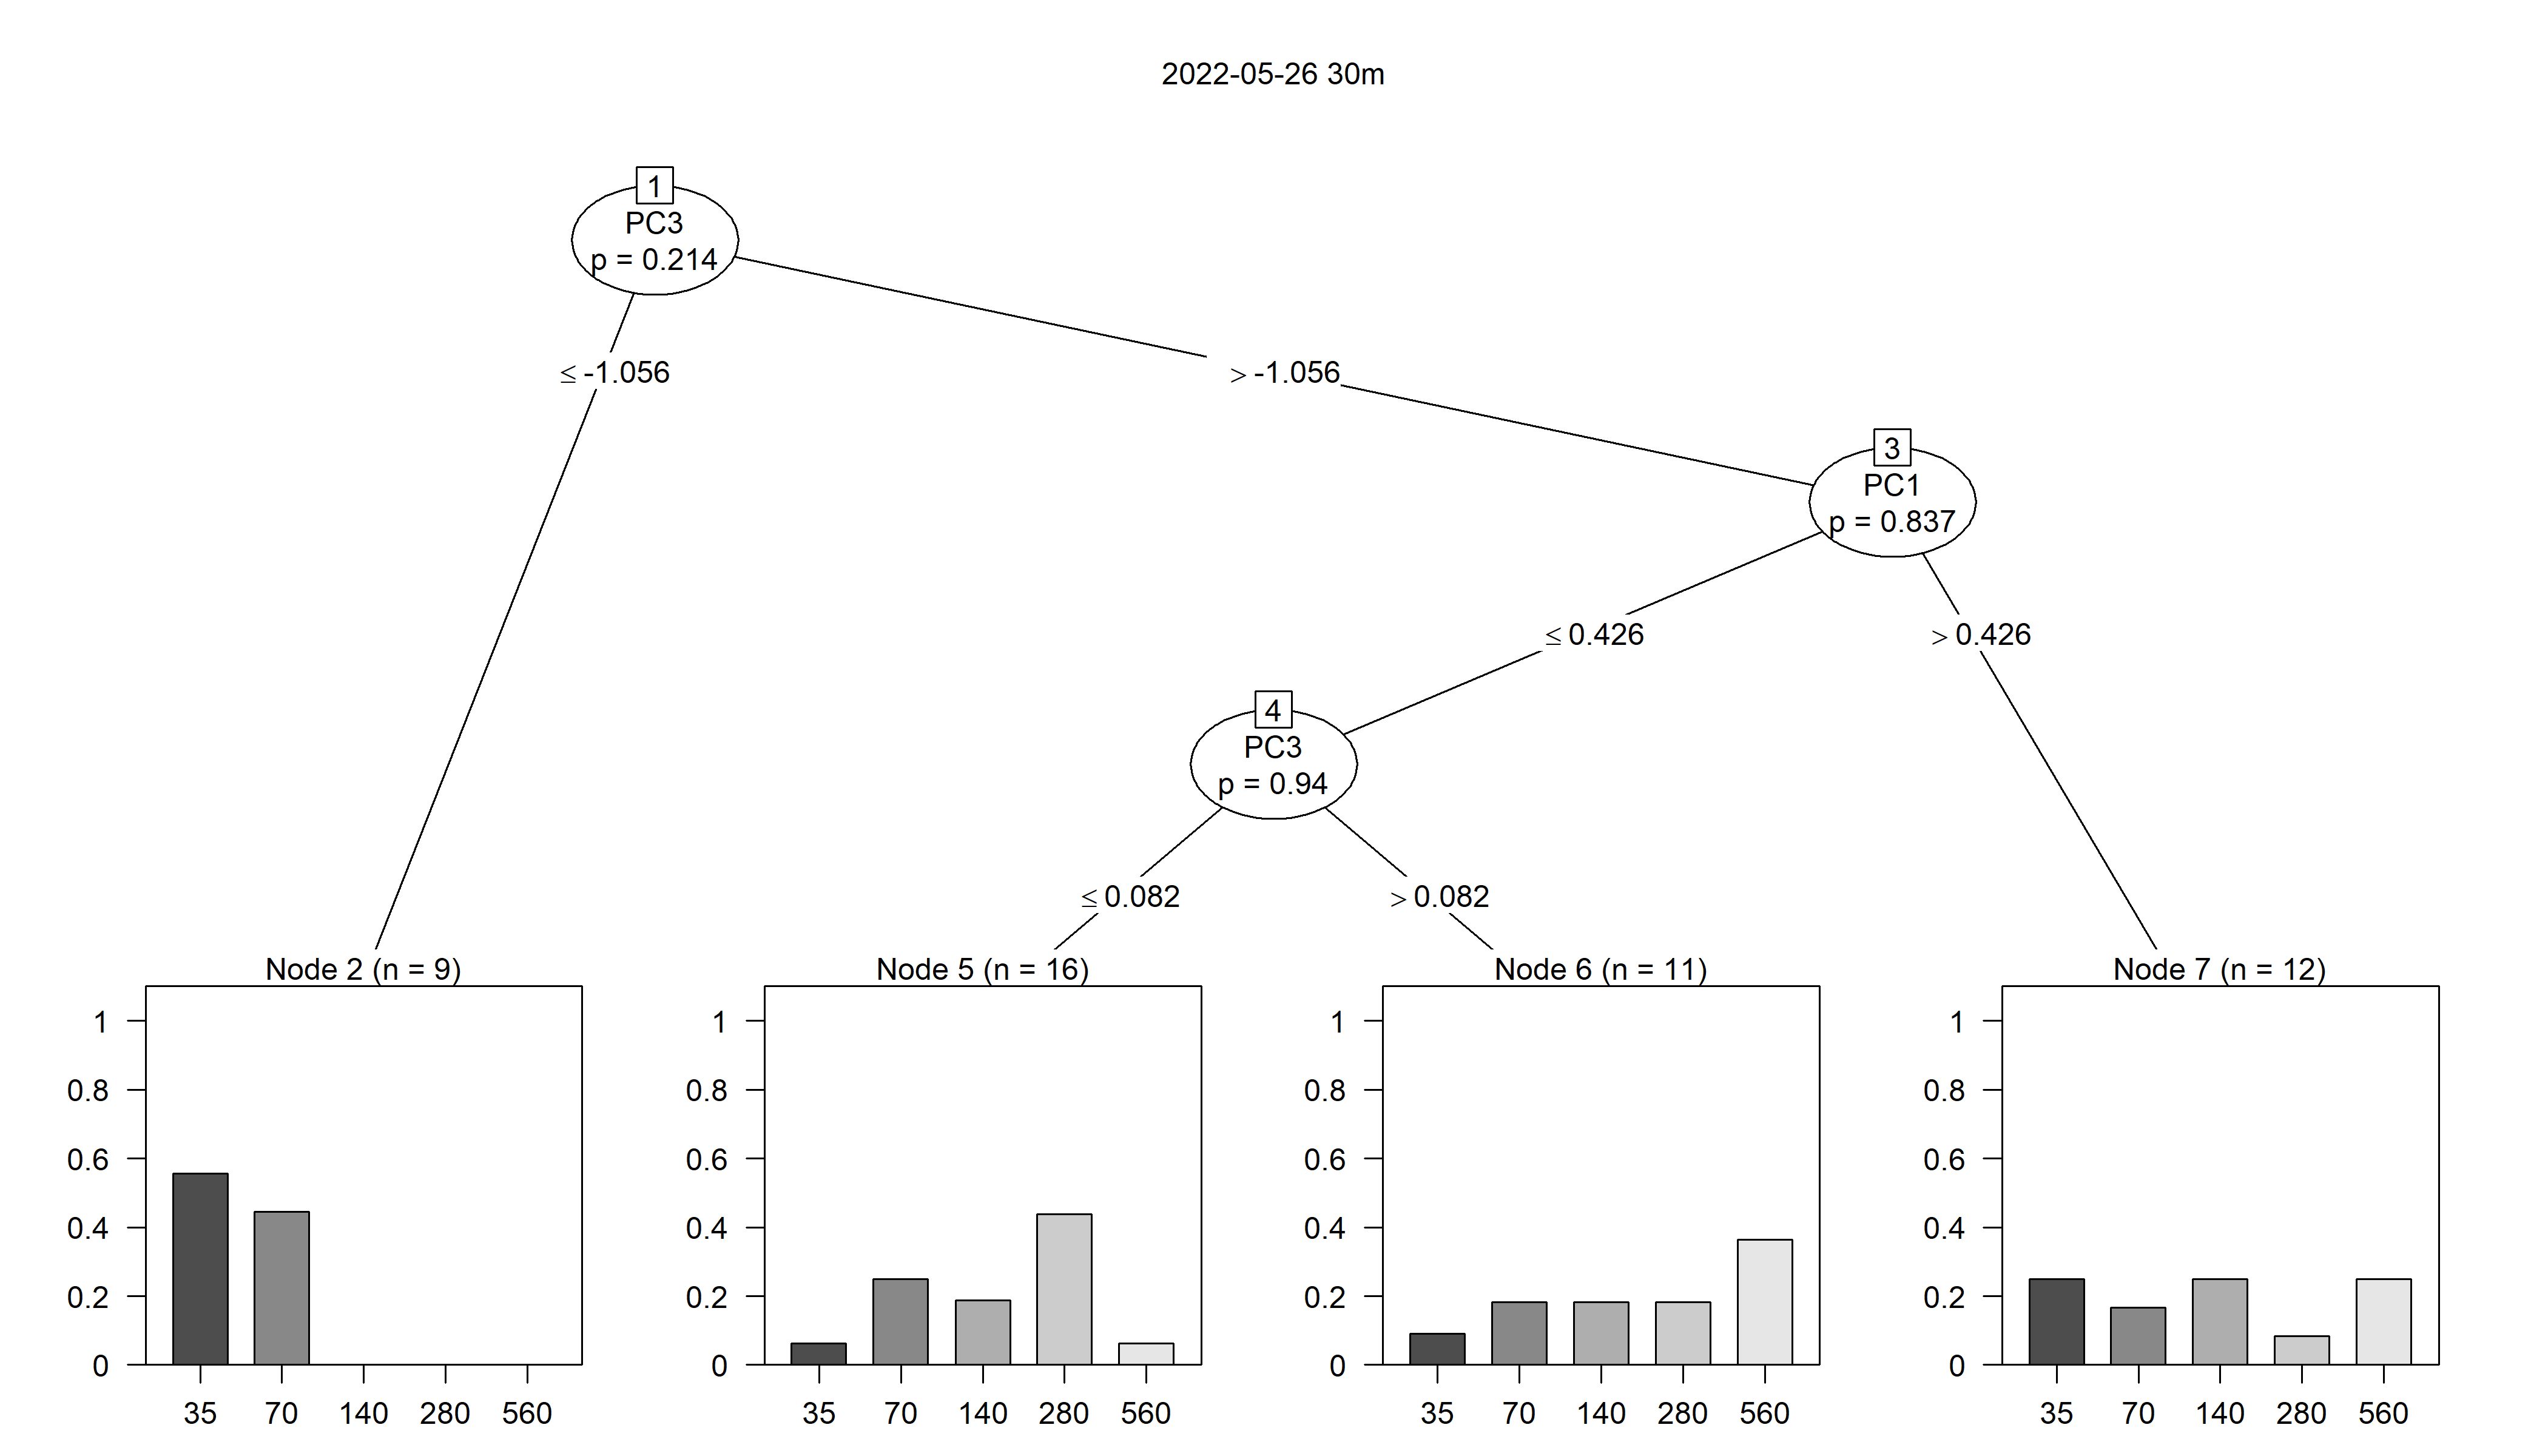 2022-05-26 30m
1
PC3
p = 0.214
≤ -1.056
> -1.056
3
PC1
p = 0.837
≤ 0.426
> 0.426
4
PC3
p = 0.94
≤ 0.082
> 0.082
Node 2 (n = 9)
1
0.8
0.6
0.4
0.2
0
35 70 140 280 560
Node 5 (n = 16)
1
0.8
0.6
0.4
0.2
0
35 70 140 280 560
Node 6 (n = 11)
1
0.8
0.6
0.4
0.2
0
35 70 140 280 560
Node 7 (n = 12)
1
0.8
0.6
0.4
0.2
0
35 70 140 280 560